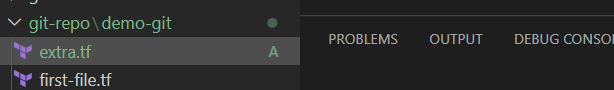 git-repo\demo-git
extra.tf A
first-file.tf
PROBLEMS OUTPUT DEBUG CONSO